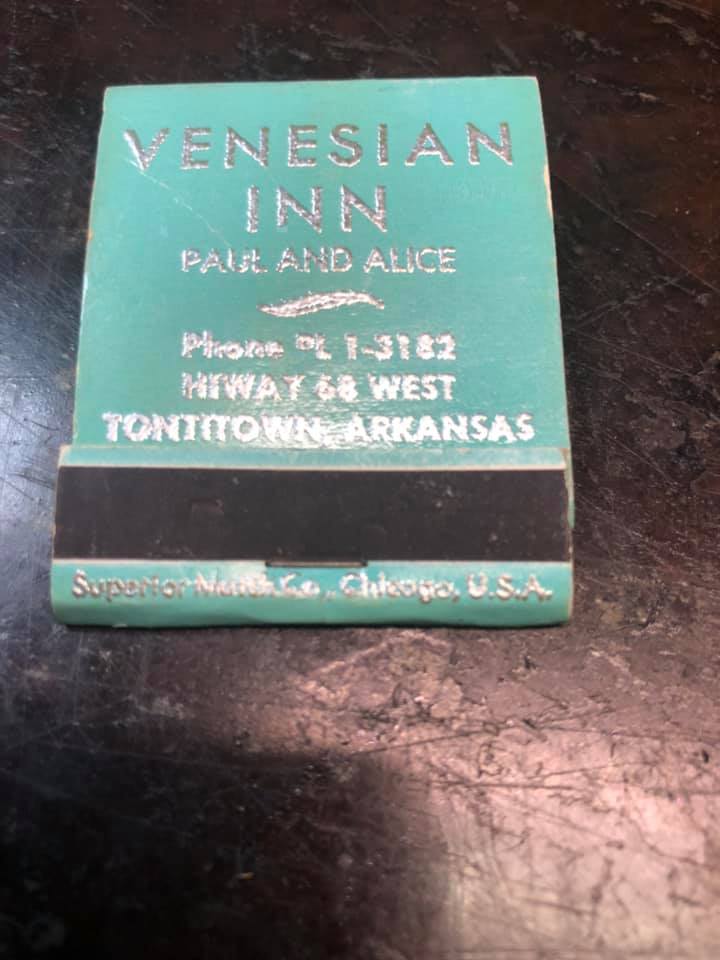 VENESIAN
INN
PAUL AND ALICE
Phone PL 1-3182
HIWAY 68 WEST
TONTITOWN, ARKANSAS
Superior Match Co., Chicago, U.S.A.